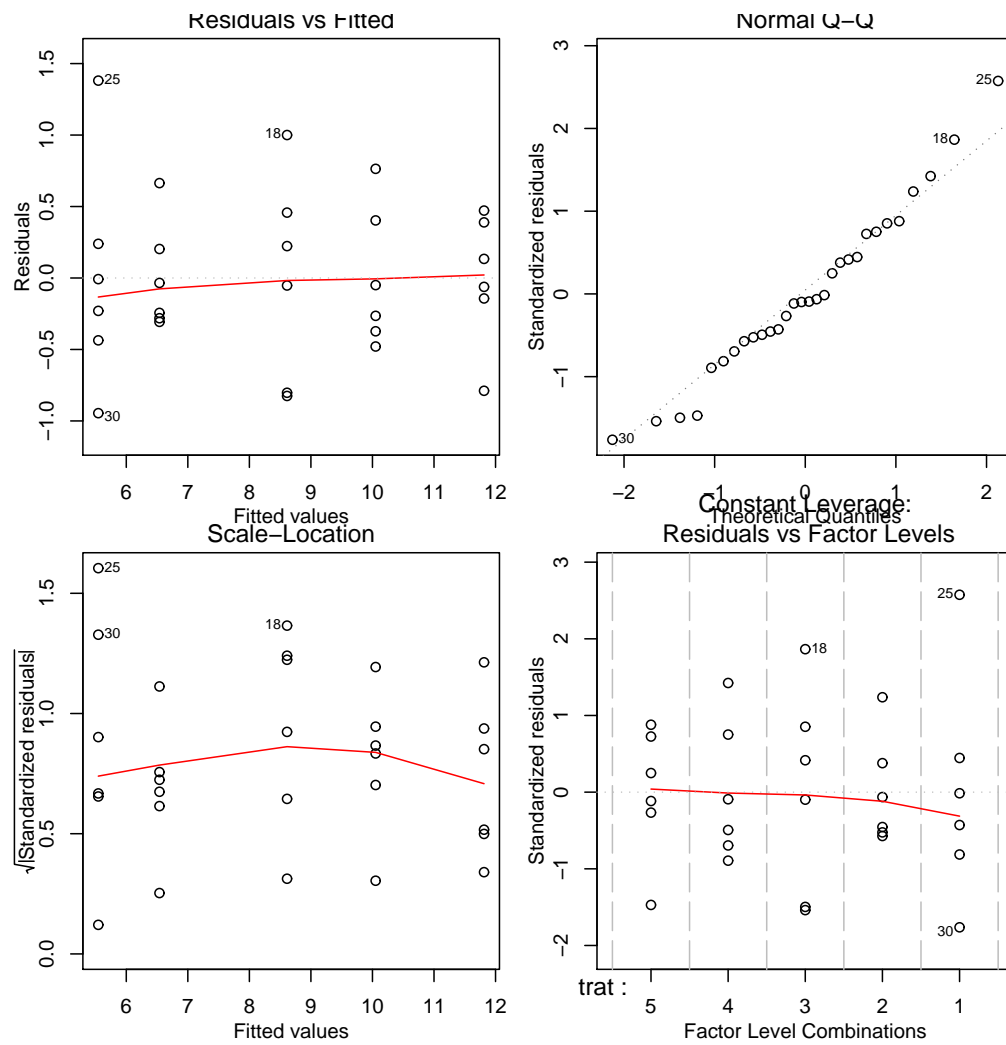 Residuals vs Fitted
Residuals
1.5
1.0
0.5
0.0
−0.5
−1.0
25
18
30
6 7 8 9 10 11 12
Fitted values
Normal Q−Q
Standardized residuals
3
2
1
0
−1
25
18
30
−2 −1 0 1 2
Theoretical Quantiles
Scale−Location
√|Standardized residuals|
1.5
1.0
0.5
0.0
25
30
18
6 7 8 9 10 11 12
Fitted values
Constant Leverage:
Residuals vs Factor Levels
Standardized residuals
3
2
1
0
−1
−2
25
18
30
trat :
5 4 3 2 1
Factor Level Combinations